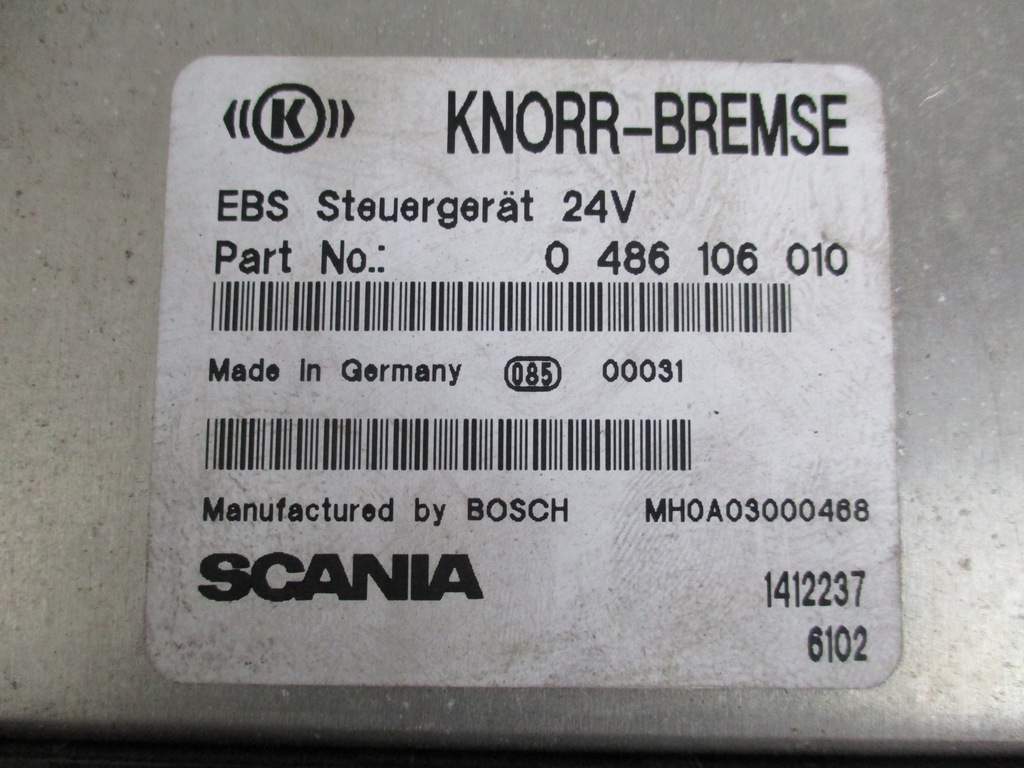 ((K)) KNORR-BREMSE
EBS Steuergerät 24V
Part No.: 0 486 106 010
Made in Germany 085 00031
Manufactured by BOSCH MH0A03000468
SCANIA 1412237
6102